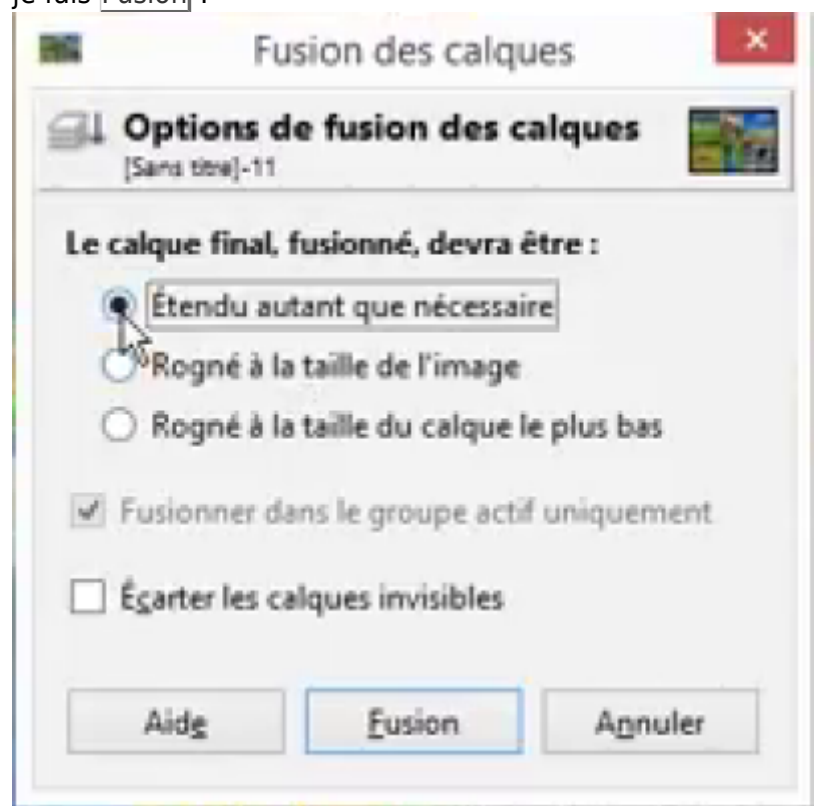 je fais Fusion :
Fusion des calques
Options de fusion des calques
[Sans titre]-11
Le calque final, fusionné, devra être :
Étendu autant que nécessaire
Rogné à la taille de l'image
Rogné à la taille du calque le plus bas
Fusionner dans le groupe actif uniquement
Écarter les calques invisibles
Aide Fusion Annuler